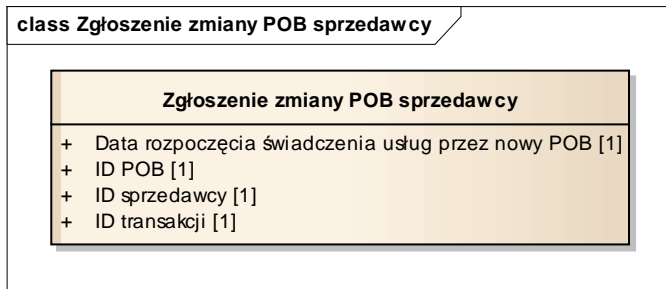 class Zgłoszenie zmiany POB sprzedawcy
Zgłoszenie zmiany POB sprzedawcy
+ Data rozpoczęcia świadczenia usług przez nowy POB [1]
+ ID POB [1]
+ ID sprzedawcy [1]
+ ID transakcji [1]